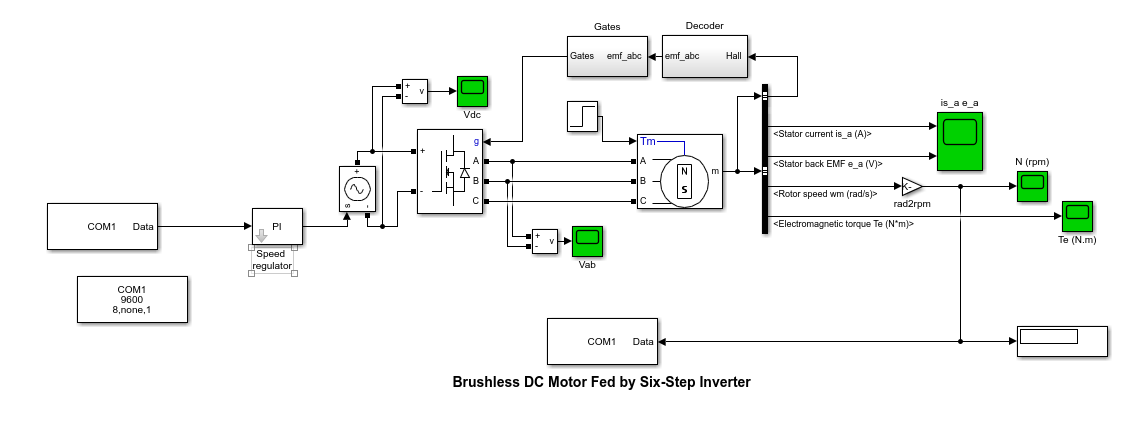 Gates
Decoder
Gates emf_abc
emf_abc Hall
+
-
v
Vdc
is_a e_a
<Stator current is_a (A)>
g
+
A
Tm
+
-
B
C
A
B
C
m
N
S
<Stator back EMF e_a (V)>
N (rpm)
K-
<Rotor speed wm (rad/s)>
rad2rpm
s
-
COM1 Data
PI
Speed
regulator
<Electromagnetic torque Te (N*m)>
Te (N.m)
+
-
v
Vab
COM1
9600
8,none,1
COM1 Data
Brushless DC Motor Fed by Six-Step Inverter